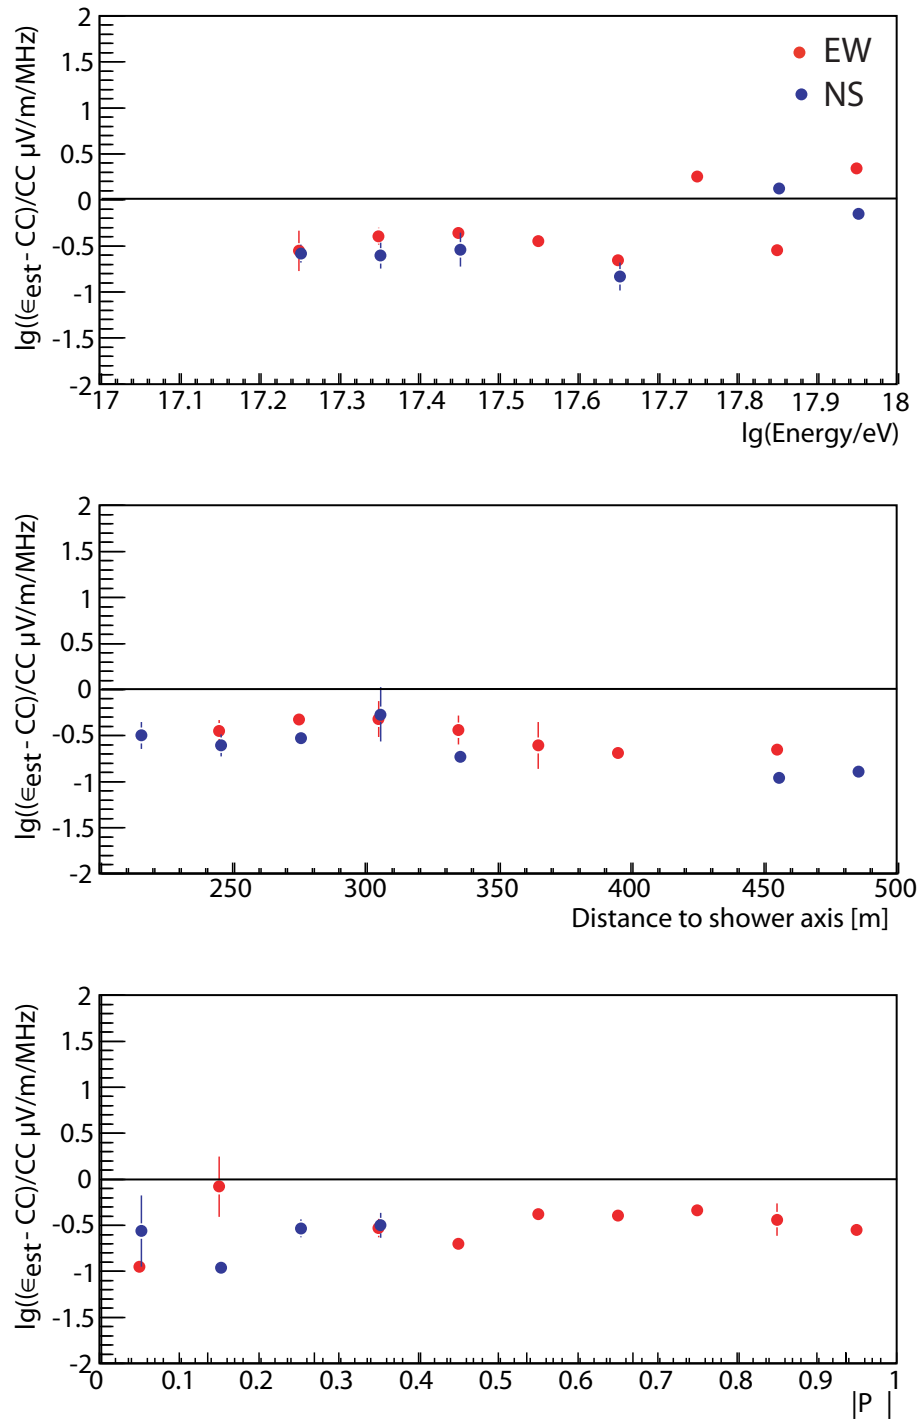 lg((ϵest- CC)/CC µV/m/MHz)
2
1.5
1
0.5
0
-0.5
-1
-1.5
-2
EW
NS
17 17.1 17.2 17.3 17.4 17.5 17.6 17.7 17.8 17.9 18
lg(Energy/eV)
lg((ϵest- CC)/CC µV/m/MHz)
2
1.5
1
0.5
0
-0.5
-1
-1.5
-2
250 300 350 400 450 500
Distance to shower axis [m]
lg((ϵest- CC)/CC µV/m/MHz)
2
1.5
1
0.5
0
-0.5
-1
-1.5
-2
0 0.1 0.2 0.3 0.4 0.5 0.6 0.7 0.8 0.9 1
|P |